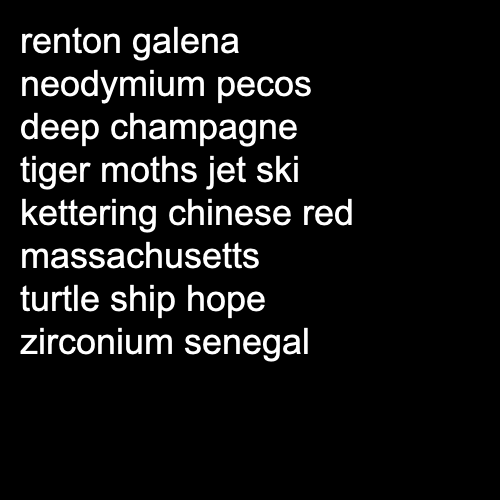 renton galena
neodymium pecos
deep champagne
tiger moths jet ski
kettering chinese red
massachusetts
turtle ship hope
zirconium senegal